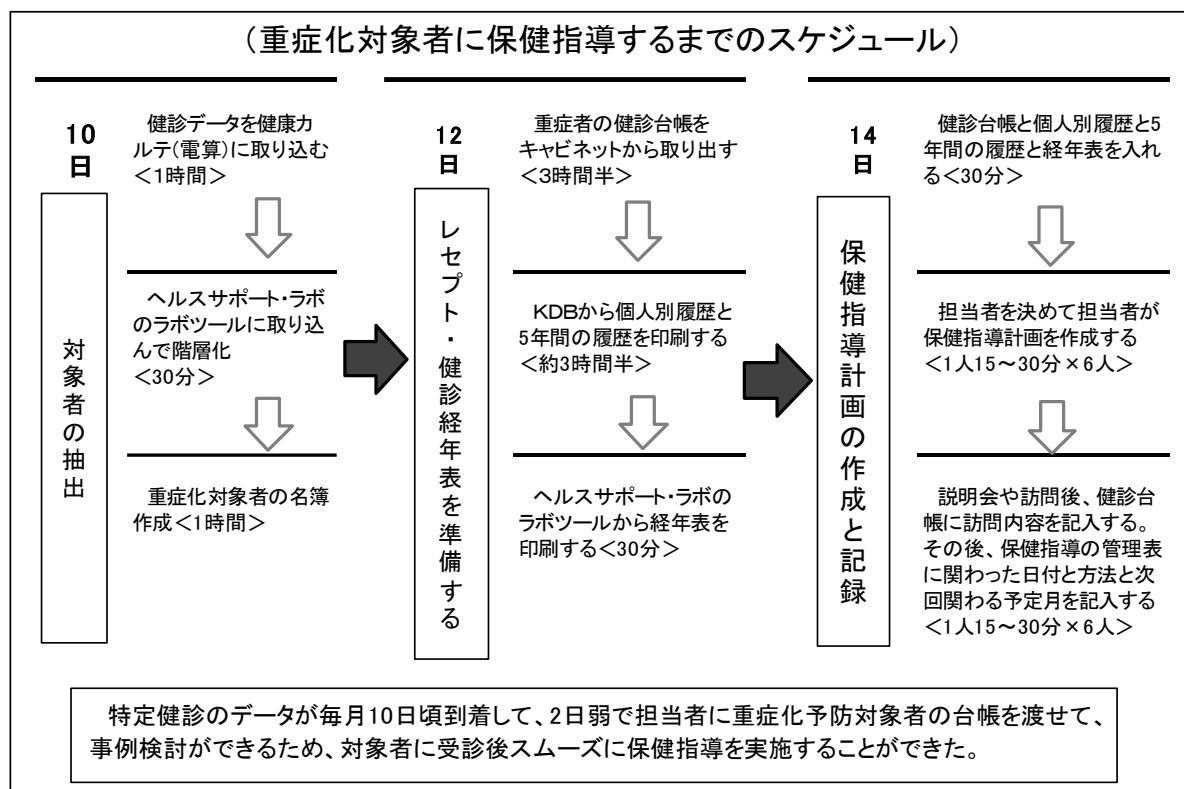 (重症化対象者に保健指導するまでのスケジュール)
10
日
対象者の抽出
健診データを健康カ
ルテ(電算)に取り込む
<1時間>
ヘルスサポート・ラボ
のラボツールに取り込
んで階層化
<30分>
重症化対象者の名簿
作成<1時間>
12
日
レセプト・健診経年表を準備する
重症者の健診台帳を
キャビネットから取り出す
<3時間半>
KDBから個人別履歴と
5年間の履歴を印刷する
<約3時間半>
ヘルスサポート・ラボの
ラボツールから経年表を
印刷する<30分>
14
日
保健指導計画の作成と記録
健診台帳と個人別履歴と5
年間の履歴と経年表を入れ
る<30分>
担当者を決めて担当者が
保健指導計画を作成する
<1人15~30分×6人>
説明会や訪問後、健診台
帳に訪問内容を記入する。
その後、保健指導の管理表
に関わった日付と方法と次
回関わる予定月を記入する
<1人15~30分×6人>
特定健診のデータが毎月10日頃到着して、2日弱で担当者に重症化予防対象者の台帳を渡せて、
事例検討ができるため、対象者に受診後スムーズに保健指導を実施することができた。